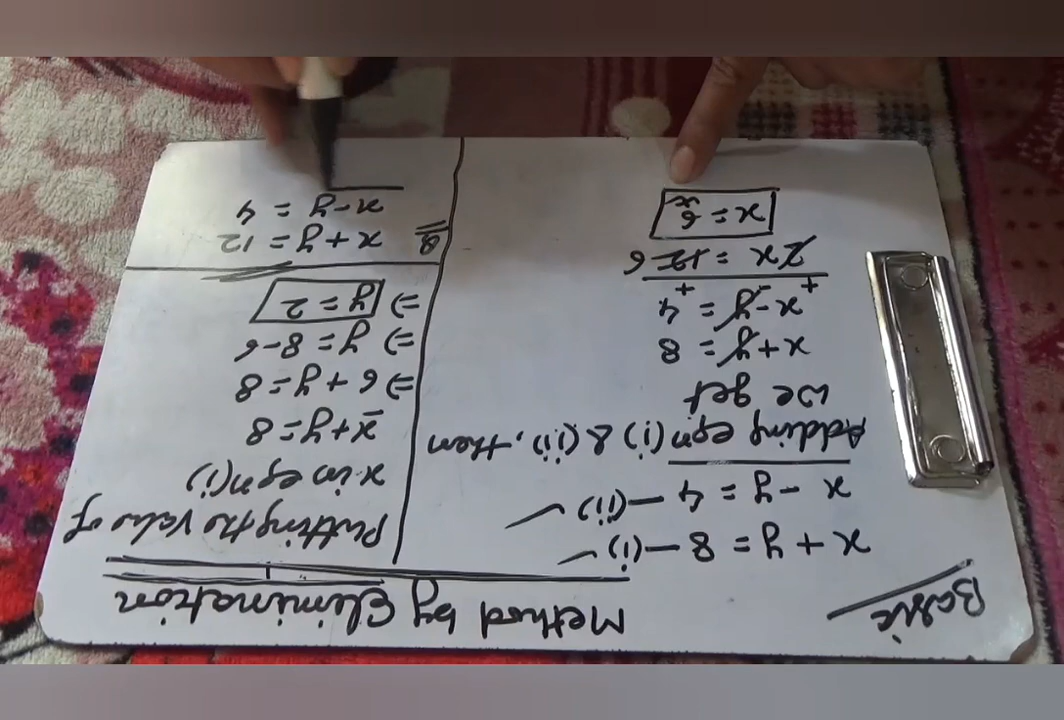 Basic
Method by Elimination
x + y = 8 — (i) ✓
x - y = 4 — (ii) ✓
Adding eqn (i) & (ii), then
we get
x + y = 8
+x - y = +4
2x = 12 6
x = 6
Putting the value of
x in eqn (i)
x + y = 8
⇒ 6 + y = 8
⇒ y = 8 - 6
⇒ y = 2
Q x + y = 12
x - y = 4